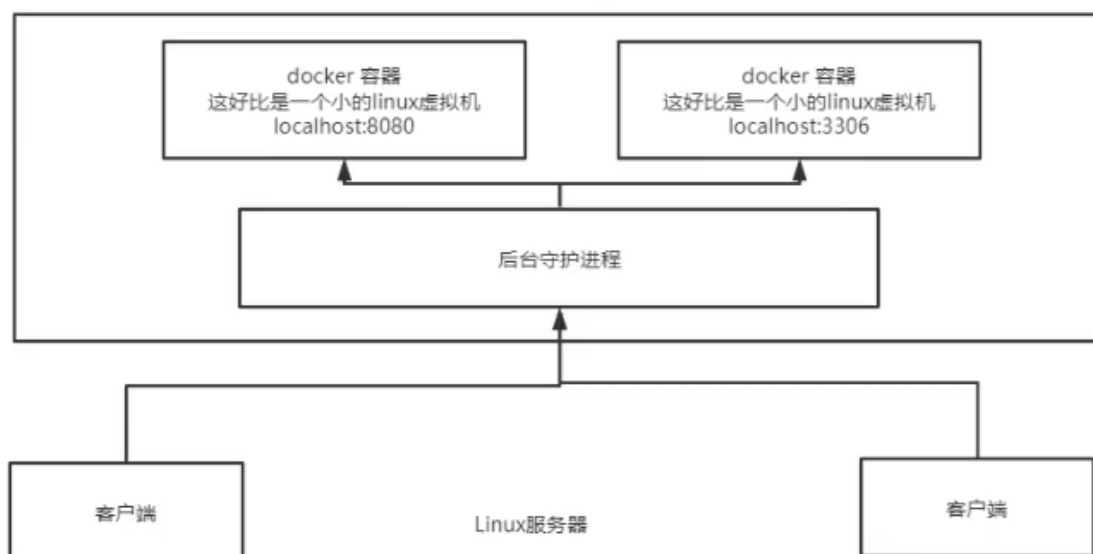 docker 容器
这好比是一个小的linux虚拟机
localhost:8080
docker 容器
这好比是一个小的linux虚拟机
localhost:3306
后台守护进程
客户端
Linux服务器
客户端